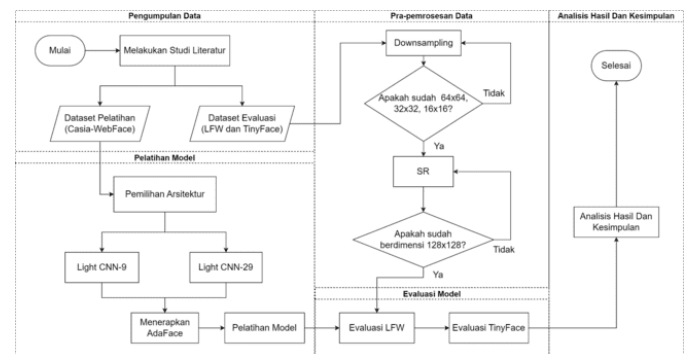 Pengumpulan Data
Mulai
Melakukan Studi Literatur
Dataset Pelatihan
(Casia-WebFace)
Dataset Evaluasi
(LFW dan TinyFace)
Pelatihan Model
Pemilihan Arsitektur
Light CNN-9
Light CNN-29
Menerapkan
AdaFace
Pelatihan Model
Pra-pemrosesan Data
Downsampling
Apakah sudah 64x64,
32x32, 16x16?
Tidak
Ya
SR
Apakah sudah
berdimensi 128x128?
Tidak
Ya
Evaluasi Model
Evaluasi LFW
Evaluasi TinyFace
Analisis Hasil Dan Kesimpulan
Selesai
Analisis Hasil Dan
Kesimpulan